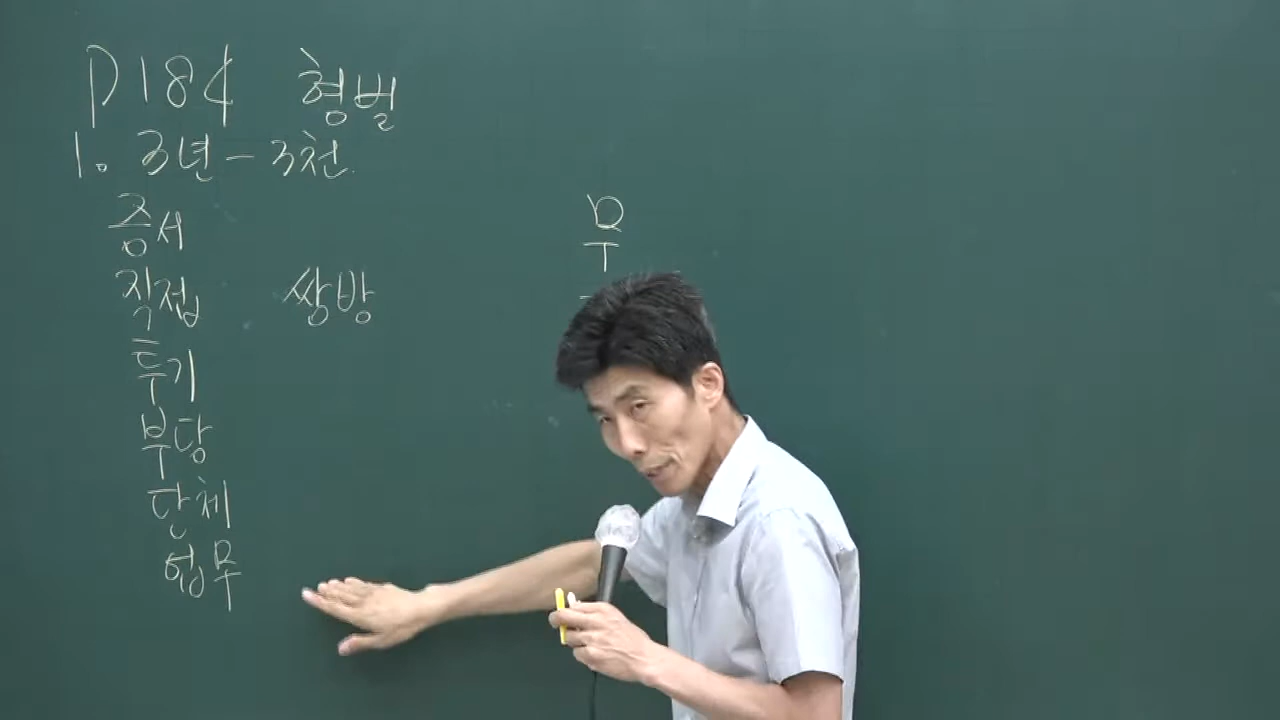 P184 형벌
1. 3년-3천
증서
직접 쌍방
투기
부당
단체
업무
무